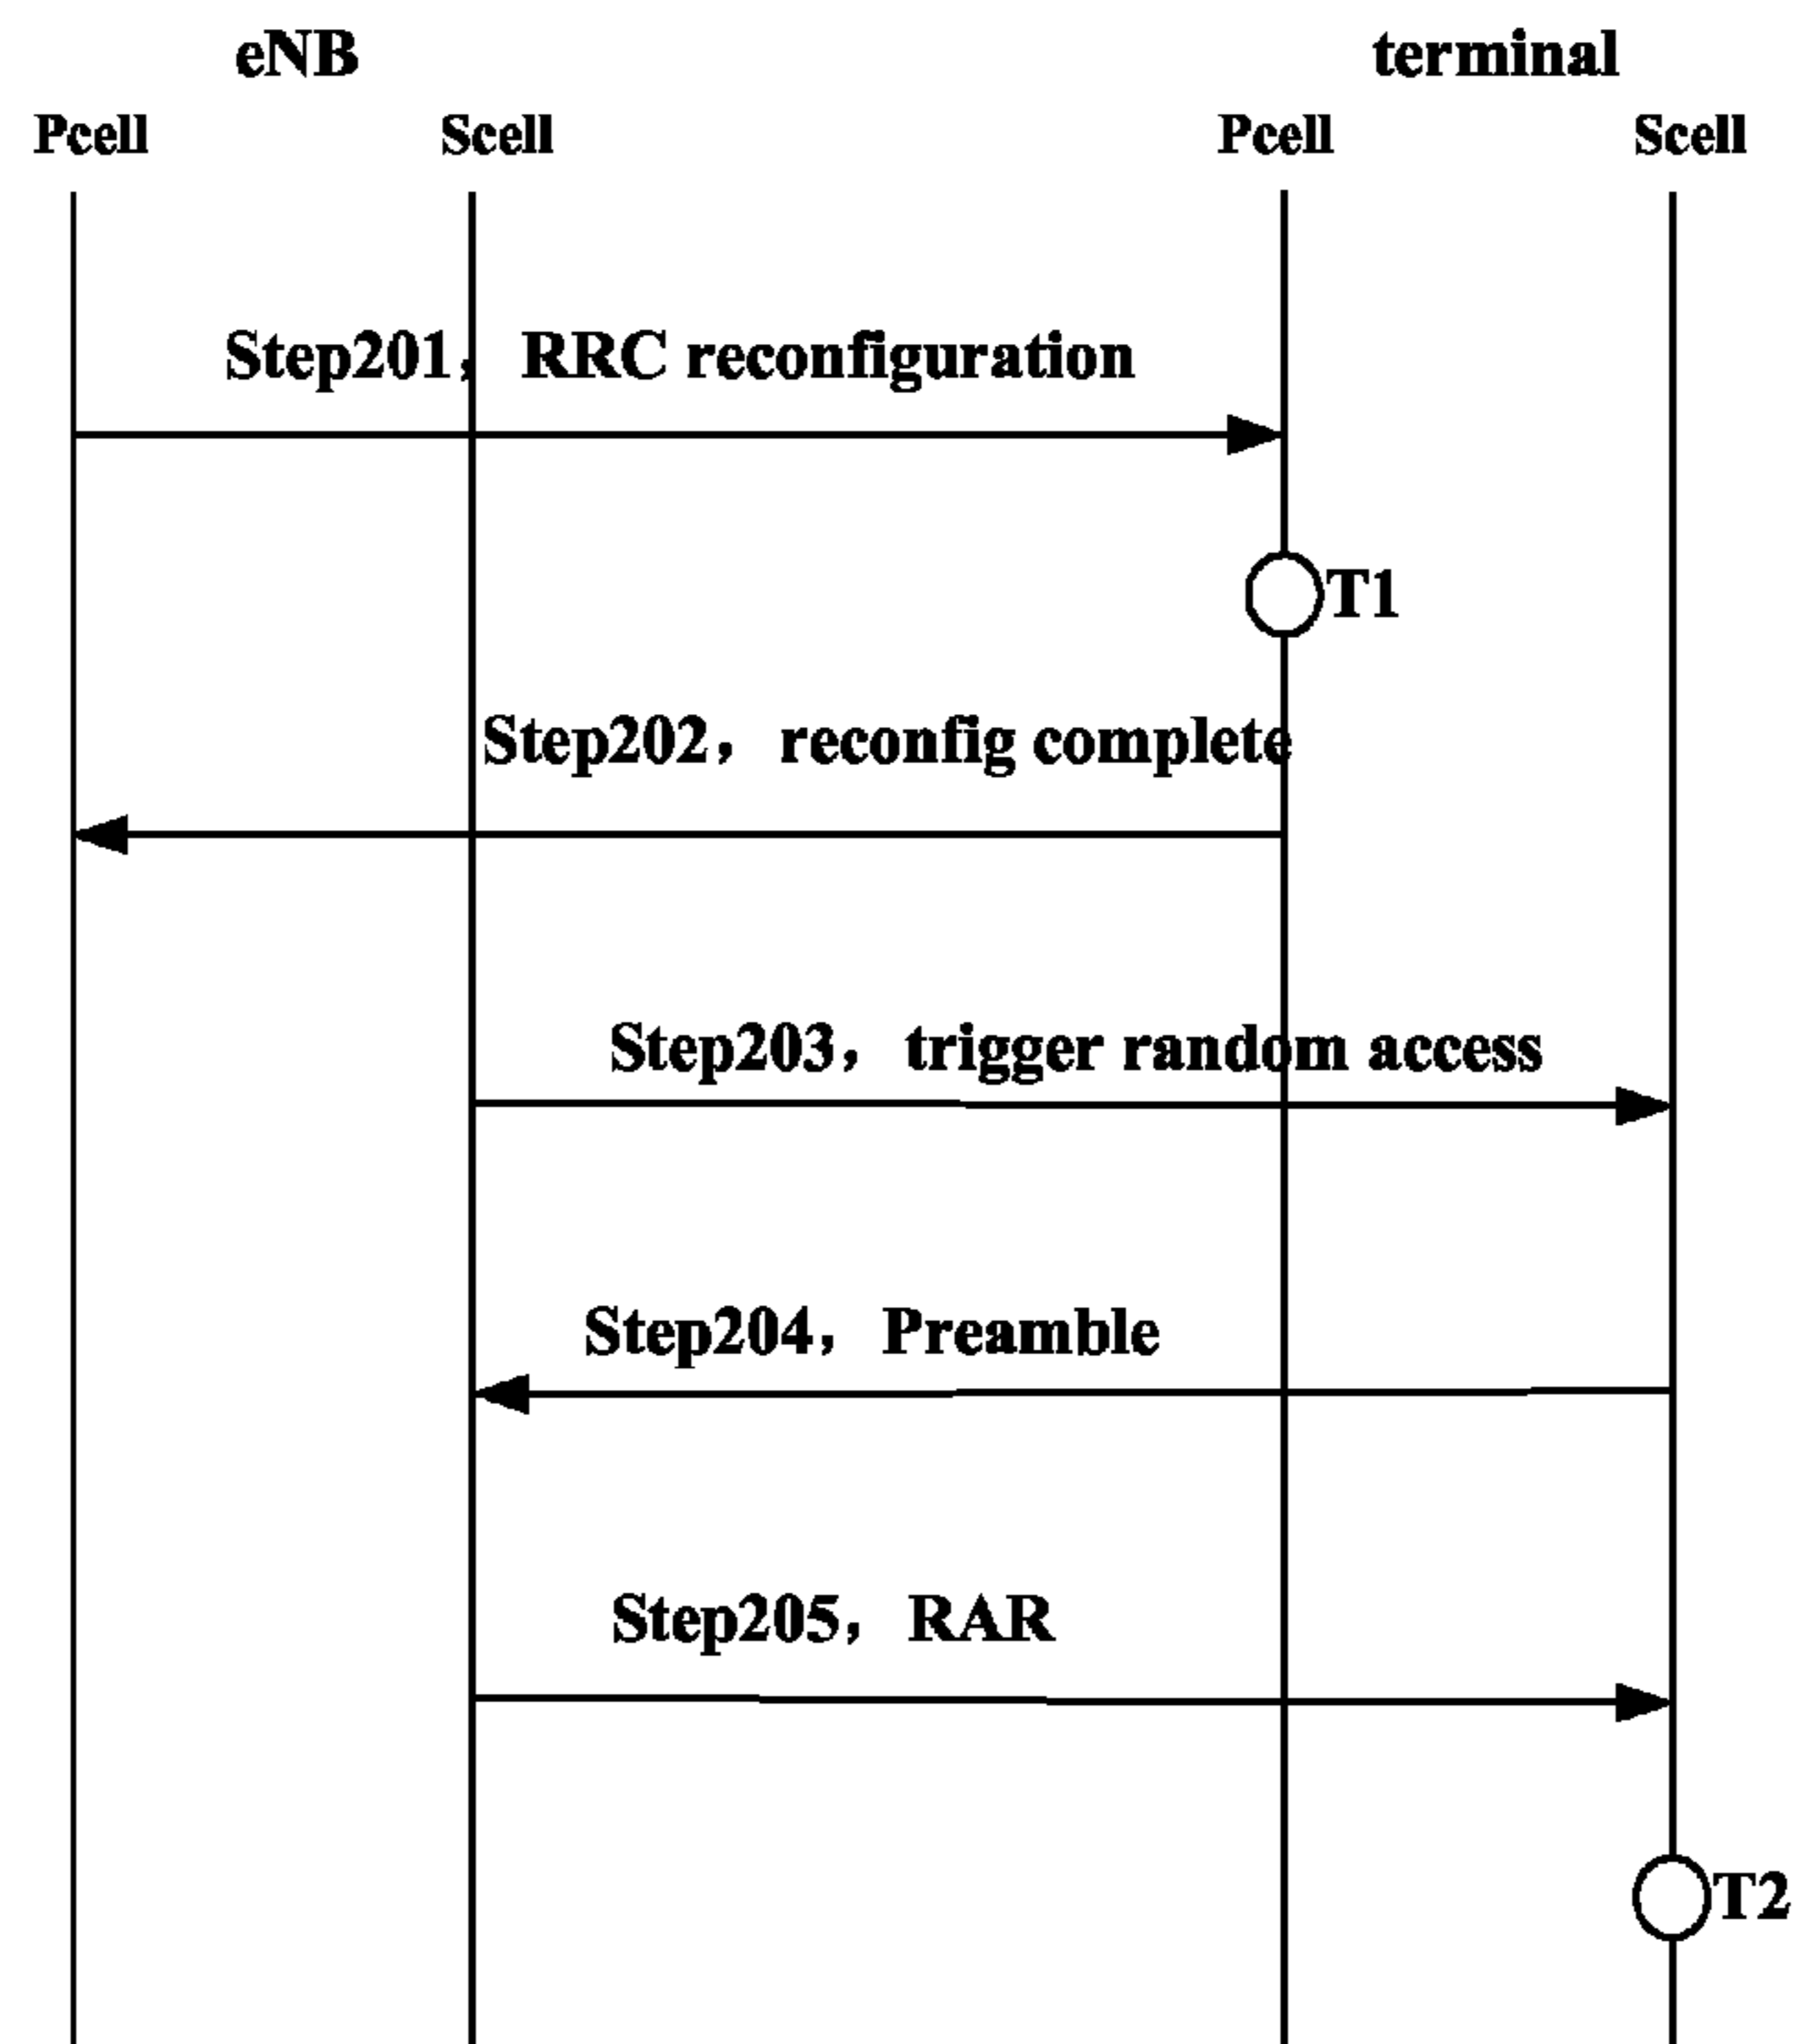 eNB terminal
Pcell Scell Pcell Scell
Step201, RRC reconfiguration
T1
Step202, reconfig complete
Step203, trigger random access
Step204, Preamble
Step205, RAR
T2